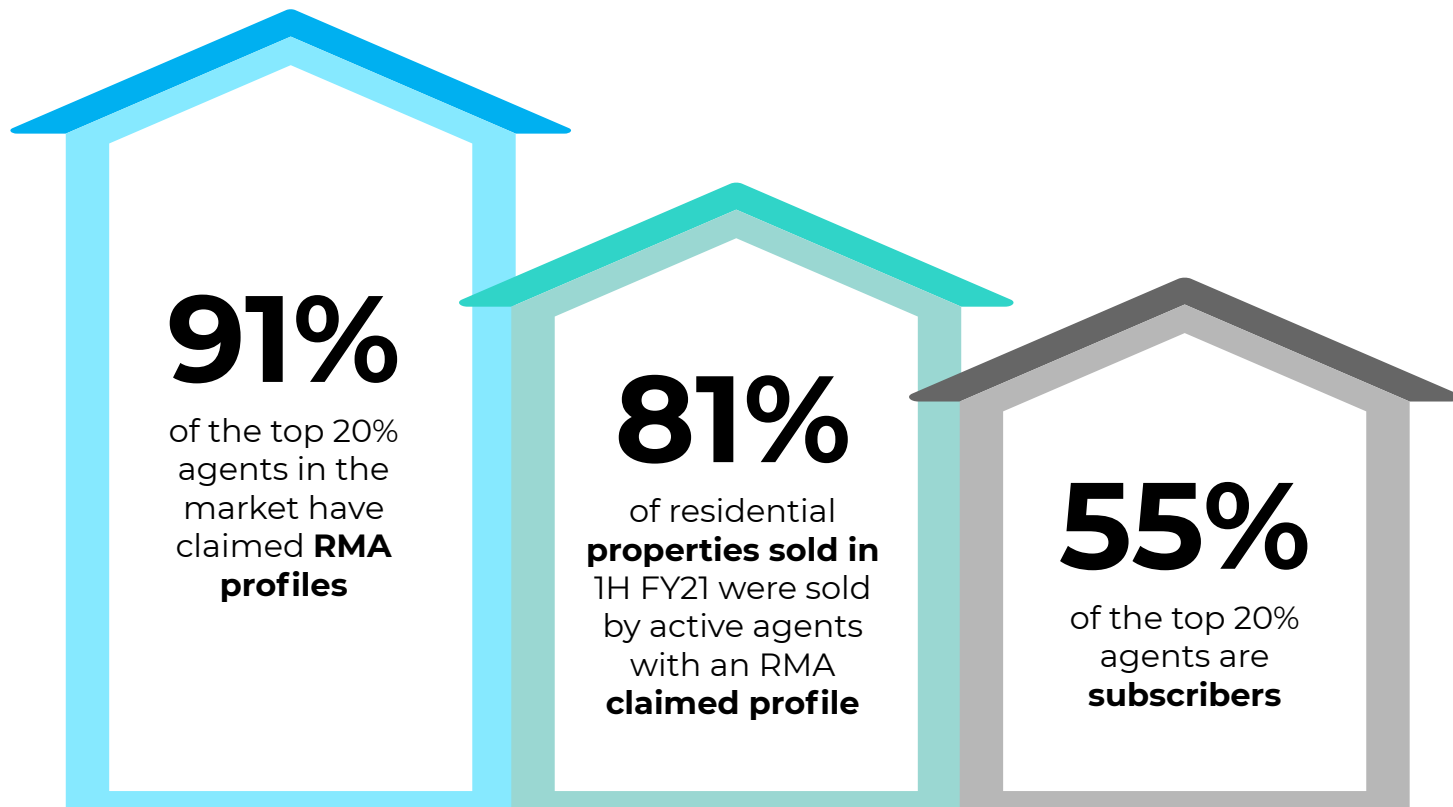 91%
of the top 20%
agents in the
market have
claimed RMA
profiles
81%
of residential
properties sold in
1H FY21 were sold
by active agents
with an RMA
claimed profile
55%
of the top 20%
agents are
subscribers